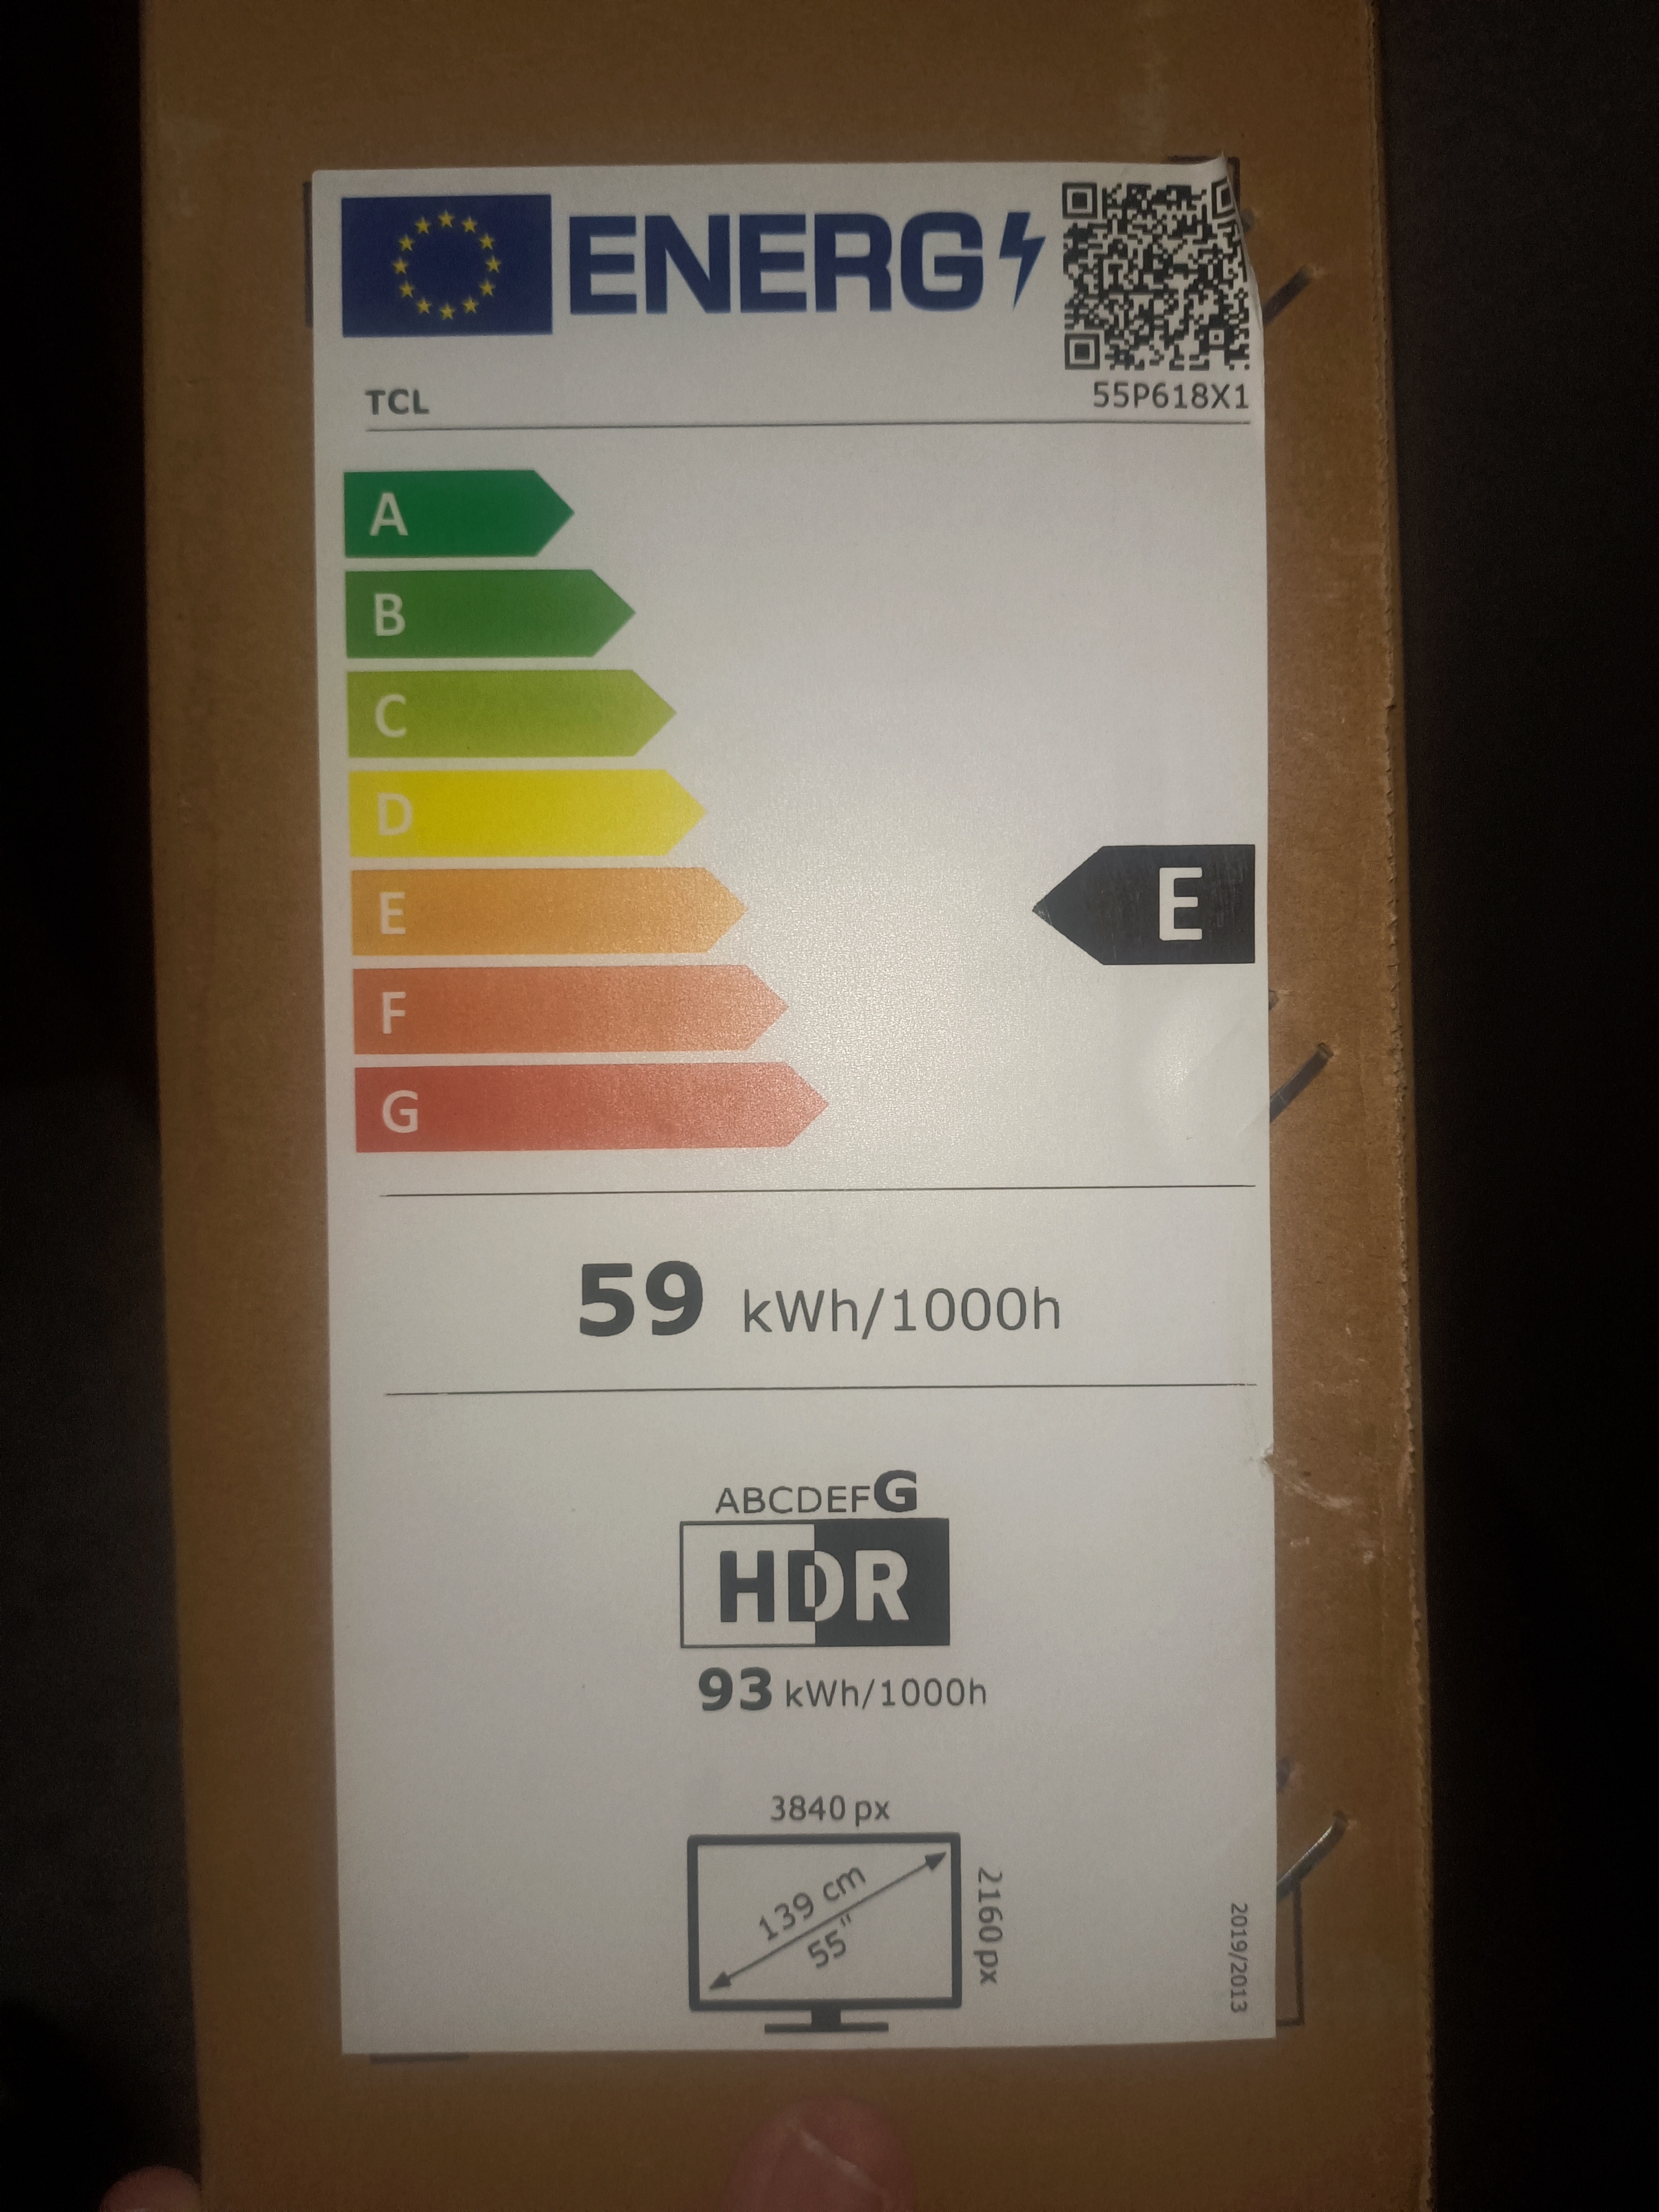 ENERG
TCL
55P618X1
A
B
C
D
E
E
F
G
59 kWh/1000h
ABCDEFG
HDR
93 kWh/1000h
3840 px
139 cm
55"
2160 px
2019/2013